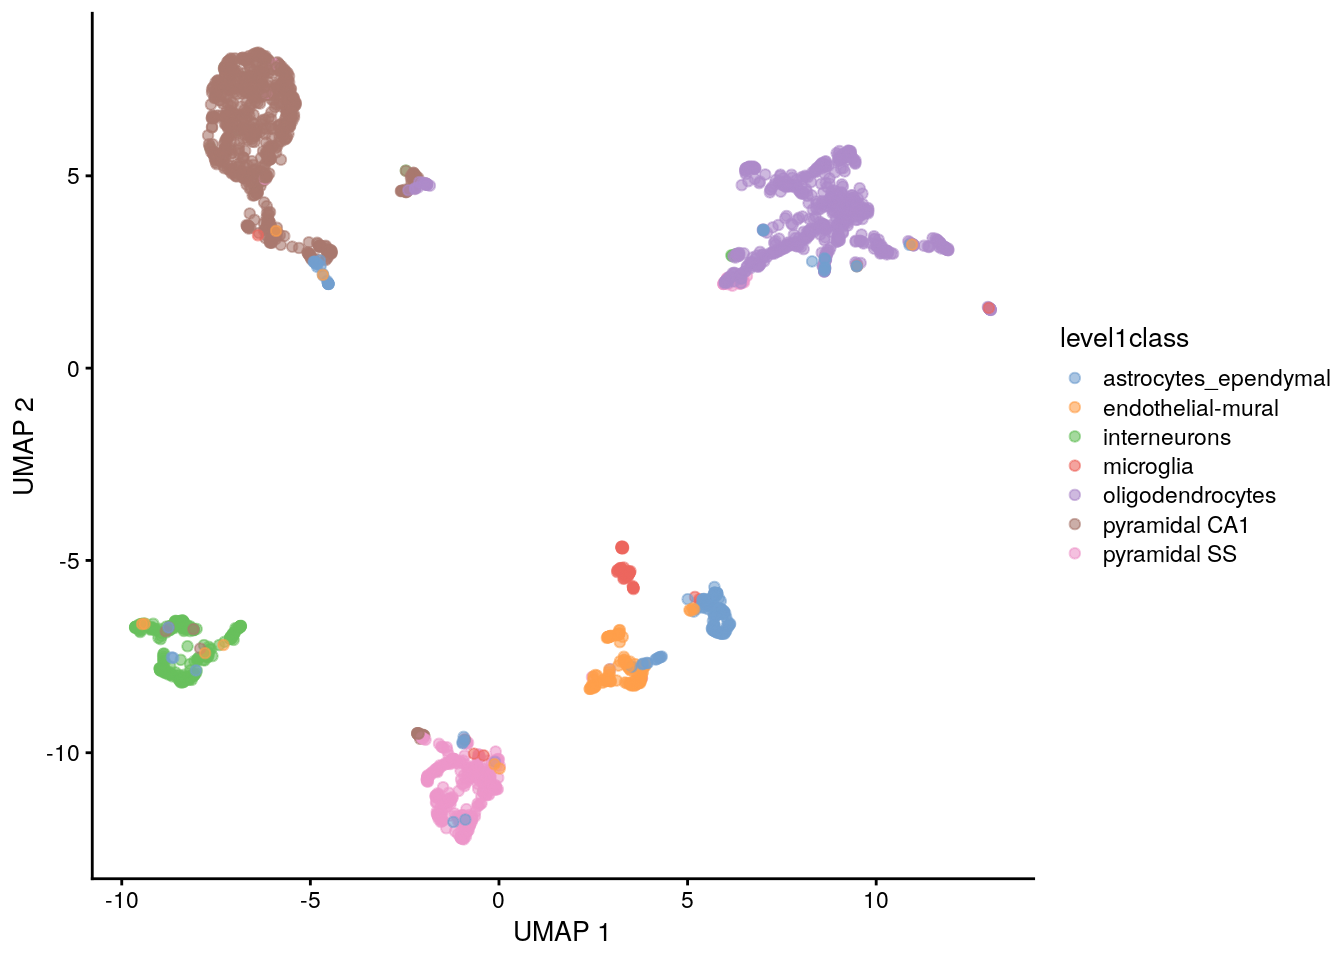 5
0
-5
-10
-10
-5
0
5
10
UMAP 1
UMAP 2
level1class
astrocytes_ependymal
endothelial-mural
interneurons
microglia
oligodendrocytes
pyramidal CA1
pyramidal SS